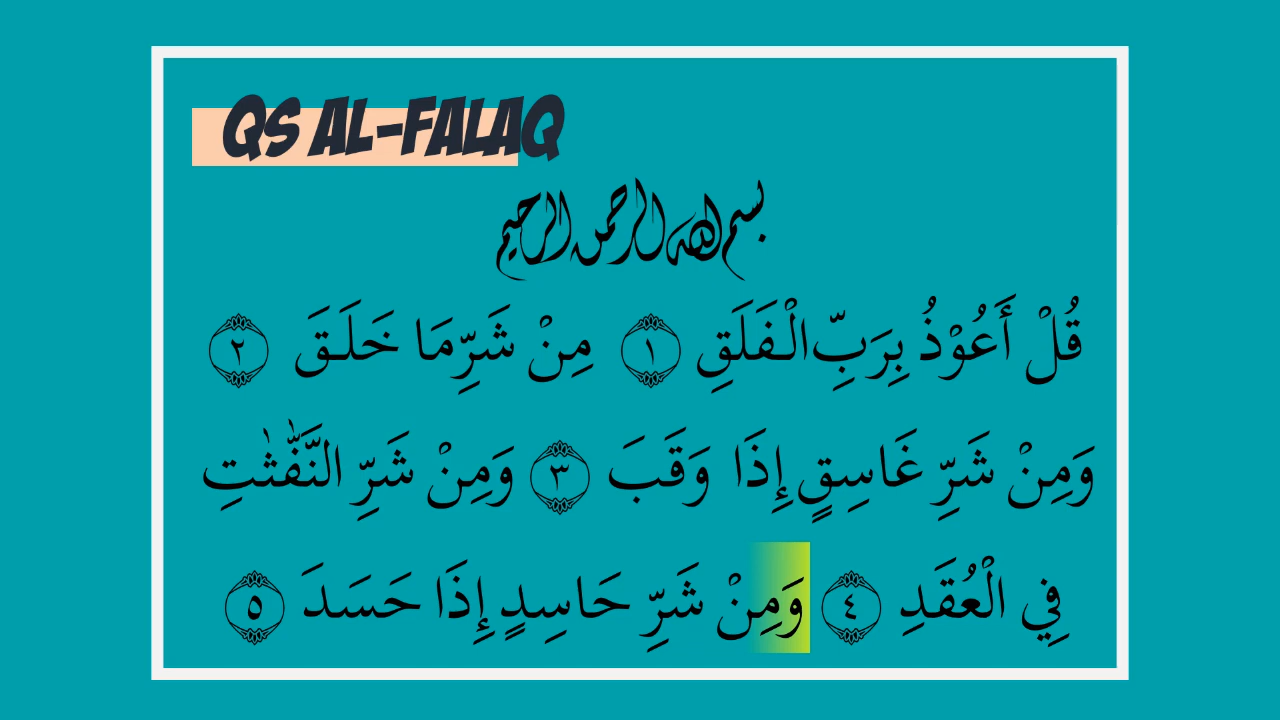 QS AL-FALAQ
بسم الله الرحمن الرحيم
قُلْ أَعُوْذُ بِرَبِّ الْفَلَقِ ١ مِنْ شَرِّ مَا خَلَقَ ٢
وَمِنْ شَرِّ غَاسِقٍ إِذَا وَقَبَ ٣ وَمِنْ شَرِّ النَّفّٰثٰتِ
فِي الْعُقَدِ ٤ وَمِنْ شَرِّ حَاسِدٍ إِذَا حَسَدَ ٥